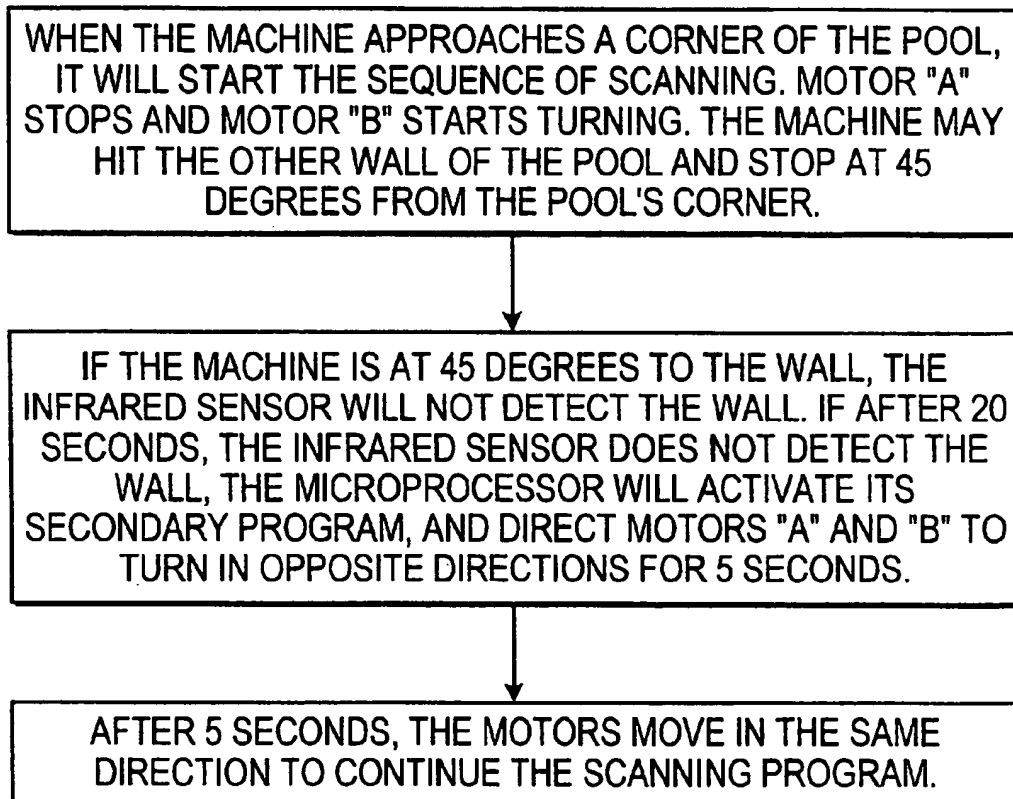 WHEN THE MACHINE APPROACHES A CORNER OF THE POOL,
IT WILL START THE SEQUENCE OF SCANNING. MOTOR "A"
STOPS AND MOTOR "B" STARTS TURNING. THE MACHINE MAY
HIT THE OTHER WALL OF THE POOL AND STOP AT 45
DEGREES FROM THE POOL'S CORNER.
IF THE MACHINE IS AT 45 DEGREES TO THE WALL, THE
INFRARED SENSOR WILL NOT DETECT THE WALL. IF AFTER 20
SECONDS, THE INFRARED SENSOR DOES NOT DETECT THE
WALL, THE MICROPROCESSOR WILL ACTIVATE ITS
SECONDARY PROGRAM, AND DIRECT MOTORS "A" AND "B" TO
TURN IN OPPOSITE DIRECTIONS FOR 5 SECONDS.
AFTER 5 SECONDS, THE MOTORS MOVE IN THE SAME
DIRECTION TO CONTINUE THE SCANNING PROGRAM.